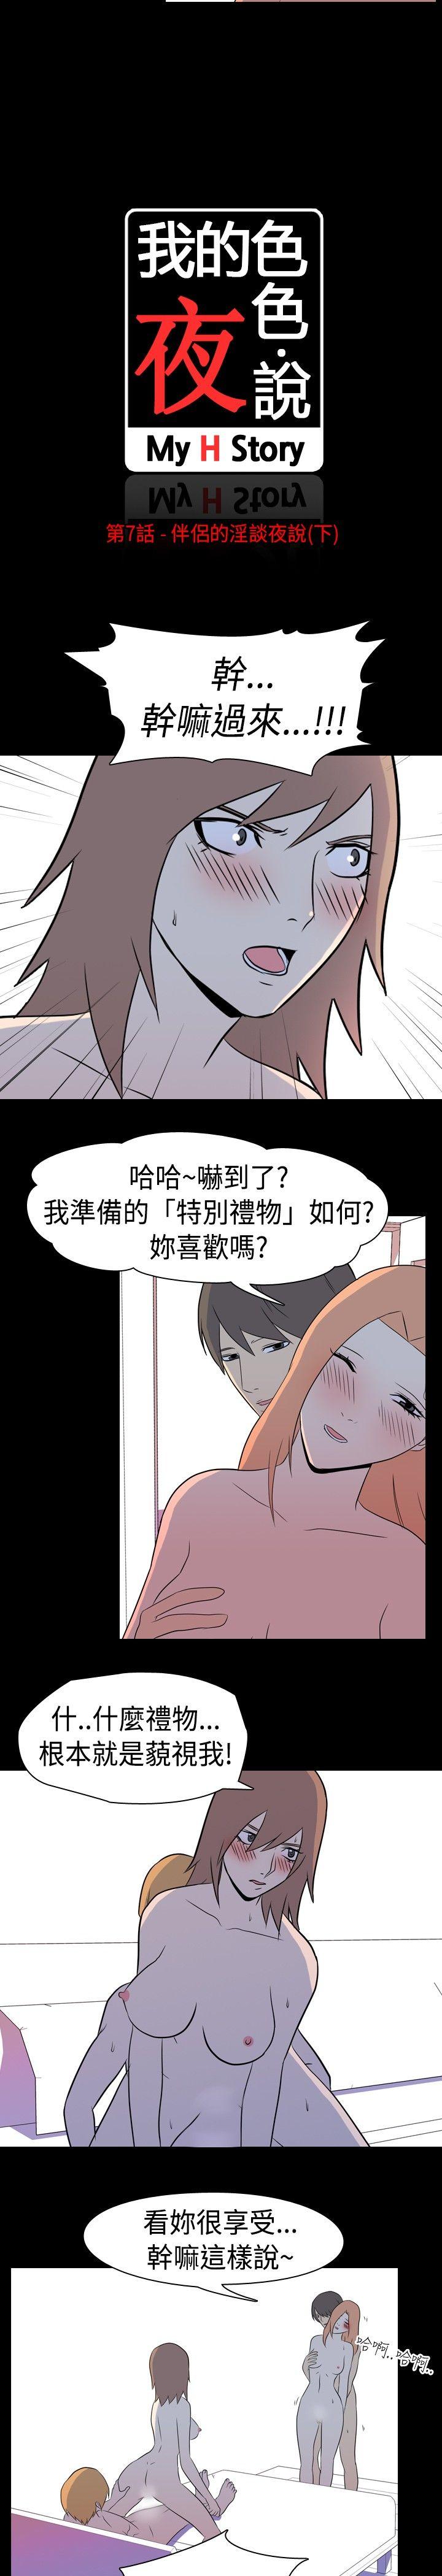 我的色
夜色·說
My H Story
My H Story
第7話 - 伴侶的淫談夜說(下)
幹...
幹嘛過來...!!!
哈哈~嚇到了?
我準備的「特別禮物」如何?
妳喜歡嗎?
什..什麼禮物...
根本就是藐視我!
看妳很享受...
幹嘛這樣說~
哈啊..哈啊..